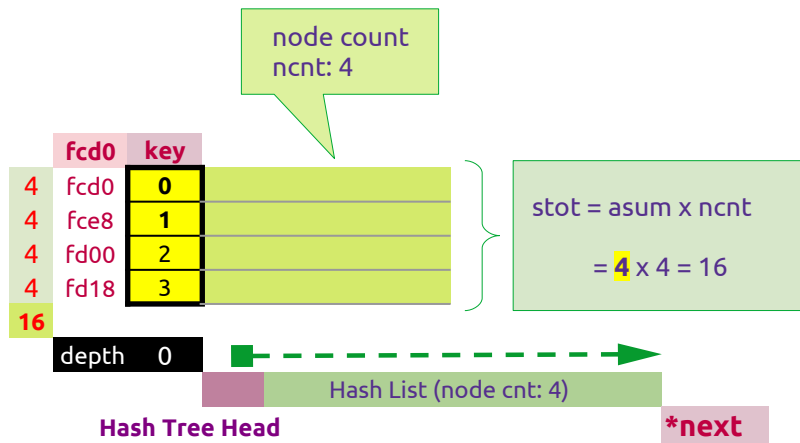 node count
ncnt: 4
fcd0 key
4 fcd0 0
4 fce8 1
4 fd00 2
4 fd18 3
16
stot = asum x ncnt
= 4 x 4 = 16
depth 0
Hash List (node cnt: 4)
Hash Tree Head
*next